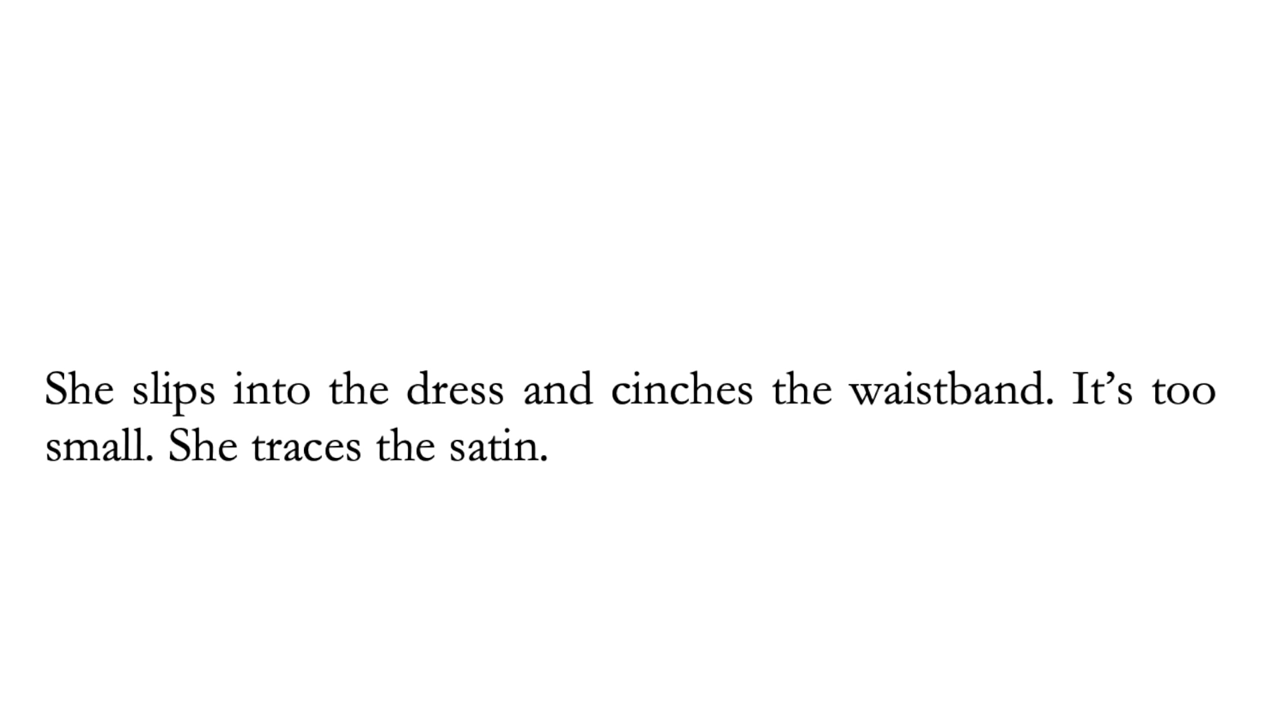 She slips into the dress and cinches the waistband. It’s too
small. She traces the satin.